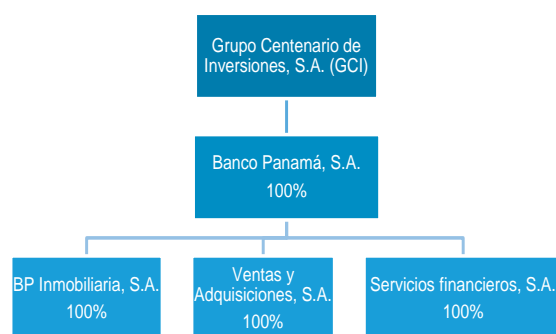 Grupo Centenario de
Inversiones, S.A. (GCI)
Banco Panamá, S.A.
100%
BP Inmobiliaria, S.A.
100%
Ventas y
Adquisiciones, S.A.
100%
Servicios financieros, S.A.
100%